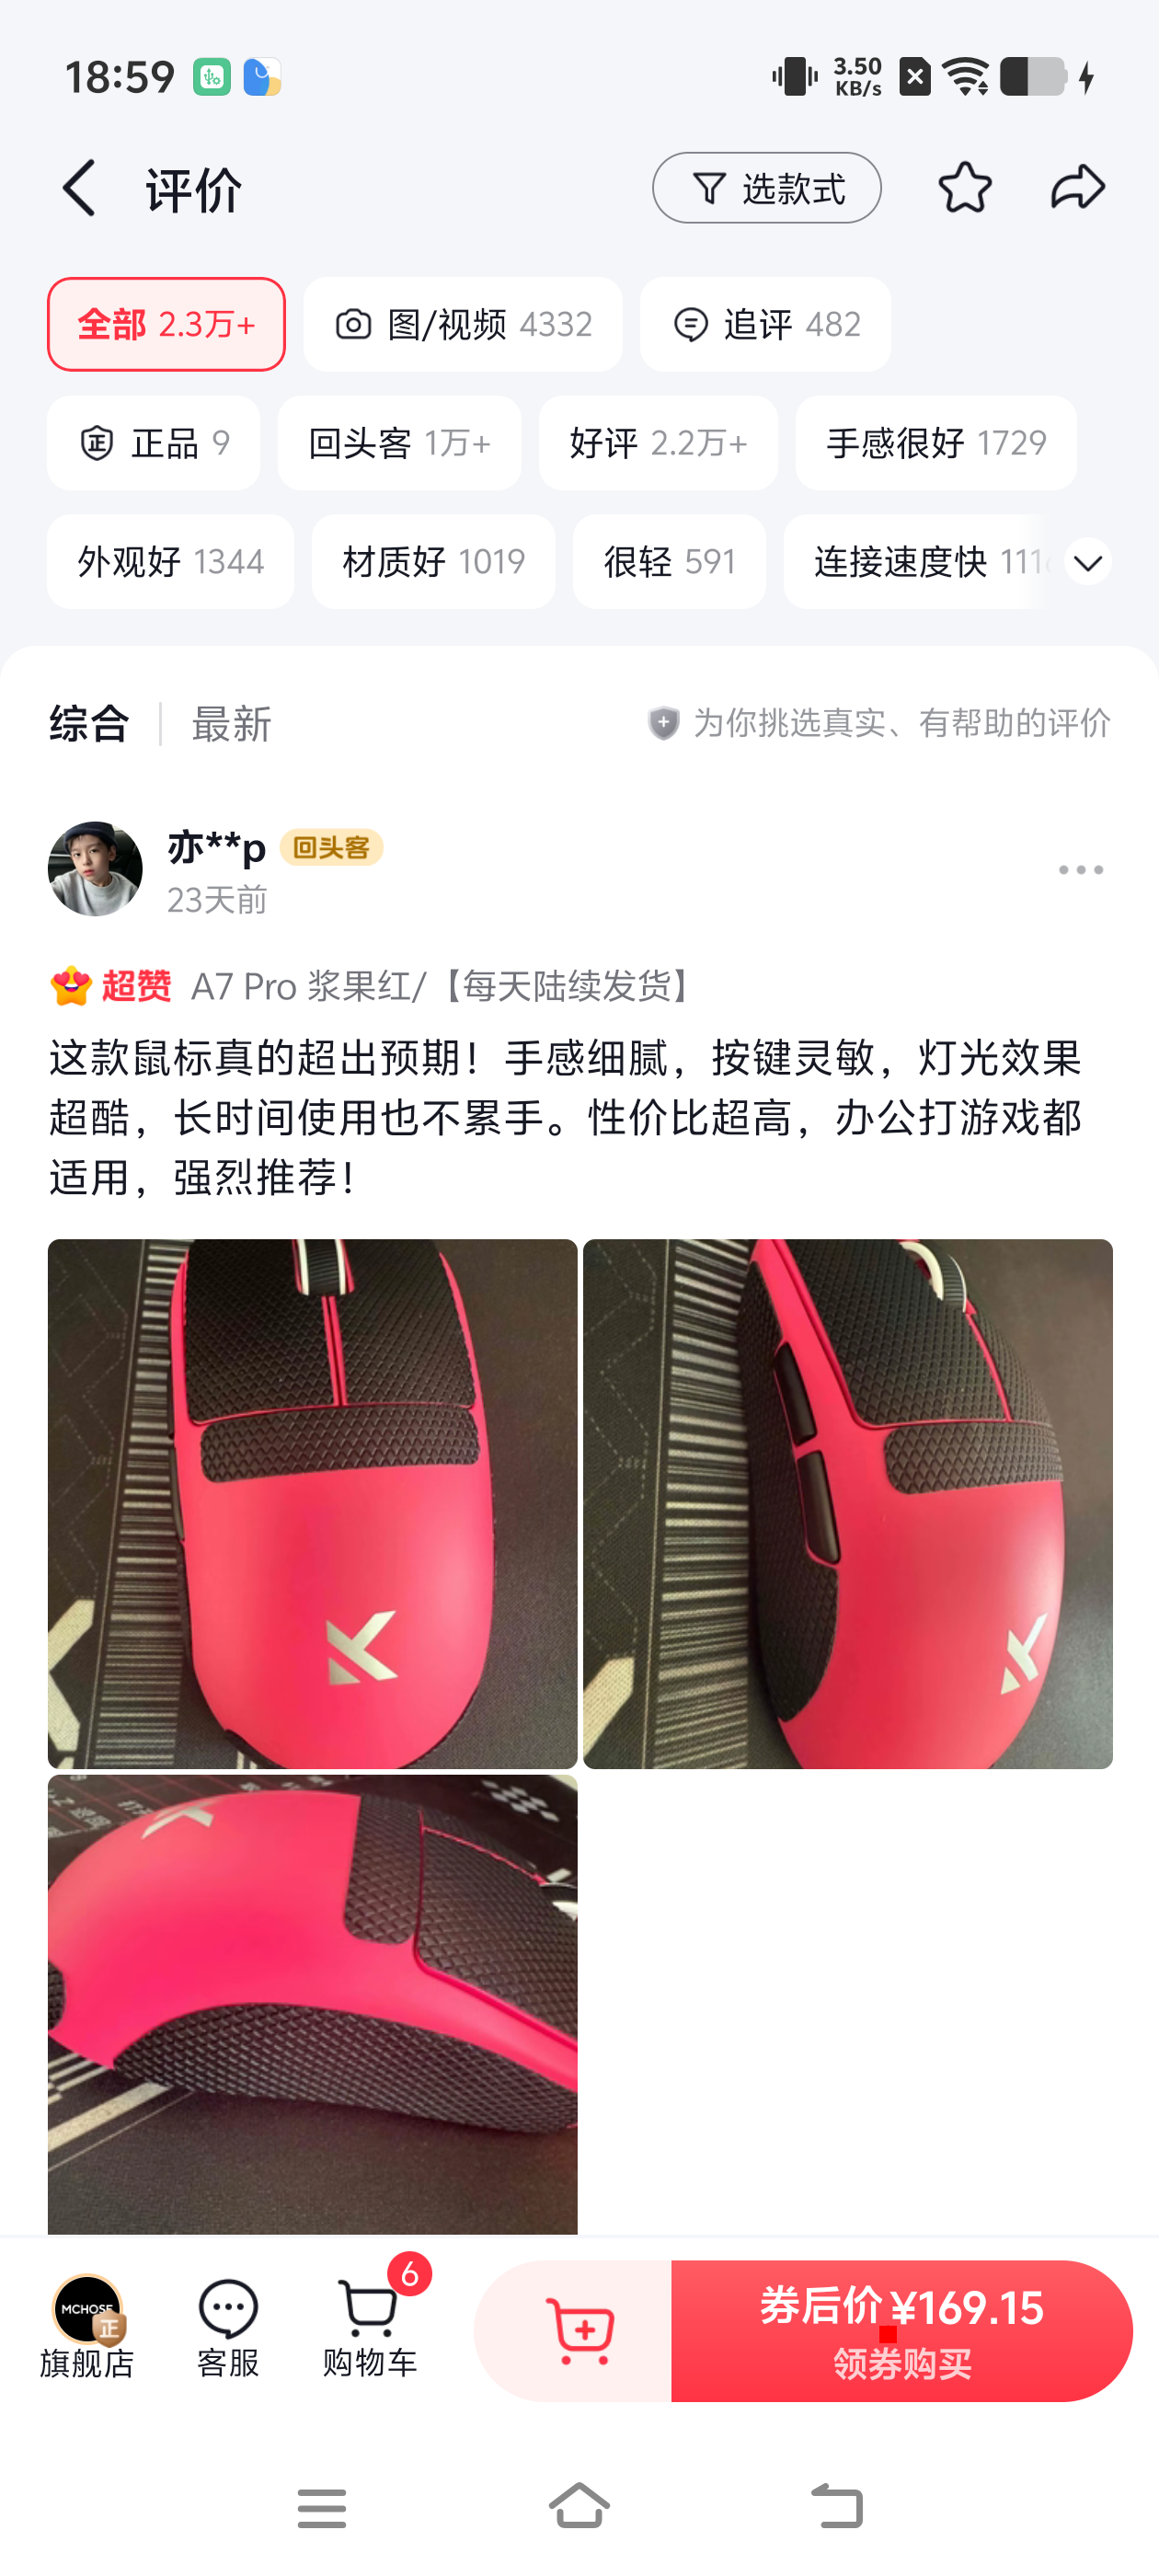 18:59
3.50
KB/s
评价
选款式
全部 2.3万+
图/视频 4332
追评 482
正 正品 9
回头客 1万+
好评 2.2万+
手感很好 1729
外观好 1344
材质好 1019
很轻 591
连接速度快 111
综合
最新
为你挑选真实、有帮助的评价
亦**p 回头客
23天前
超赞 A7 Pro 浆果红/【每天陆续发货】
这款鼠标真的超出预期！手感细腻，按键灵敏，灯光效果
超酷，长时间使用也不累手。性价比超高，办公打游戏都
适用，强烈推荐！
MCHOSE
正
旗舰店
客服
6
购物车
券后价 ¥169.15
领券购买